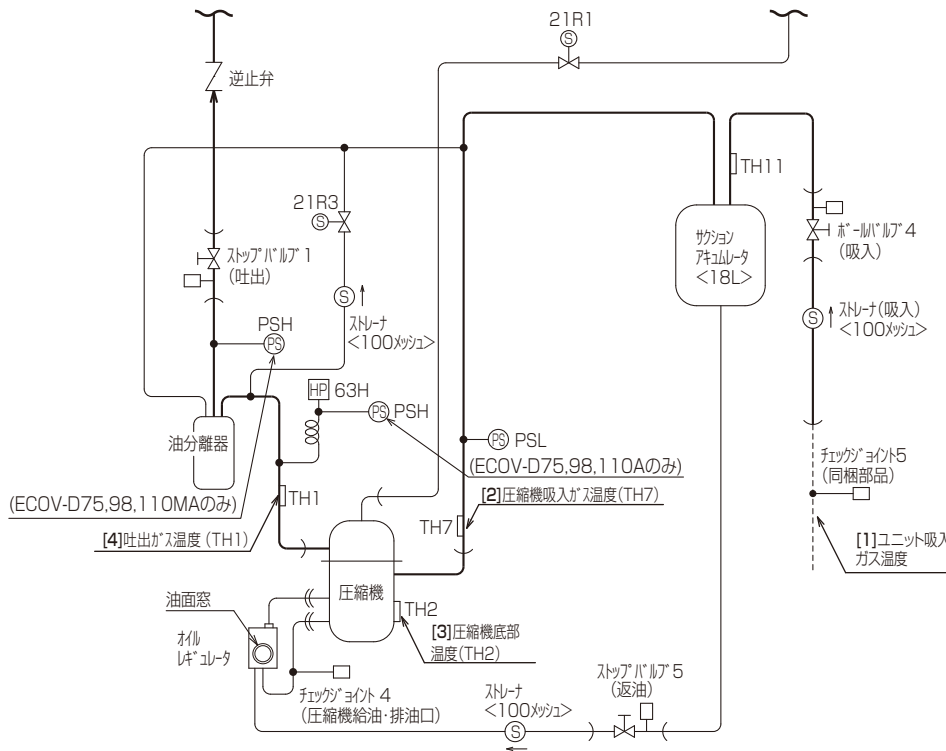 21R1
逆止弁
TH11
21R3
ストップバルブ1
(吐出)
サクション
アキュムレータ
<18L>
ボールバルブ4
(吸入)
S
S
S
ストレーナ
<100メッシュ>
S
ストレーナ(吸入)
<100メッシュ>
PSH
PS
HP
63H
PS
PSH
PS
PSL
油分離器
(ECOV-D75,98,110Aのみ)
チェックジョイント5
(同梱部品)
(ECOV-D75,98,110MAのみ)
TH1
[2]圧縮機吸入ガス温度(TH7)
TH7
[4]吐出ガス温度(TH1)
[1]ユニット吸入
ガス温度
圧縮機
油面窓
TH2
オイル
レギュレータ
[3]圧縮機底部
温度(TH2)
ストップバルブ5
(返油)
チェックジョイント4
(圧縮機給油・排油口)
ストレーナ
<100メッシュ>
S